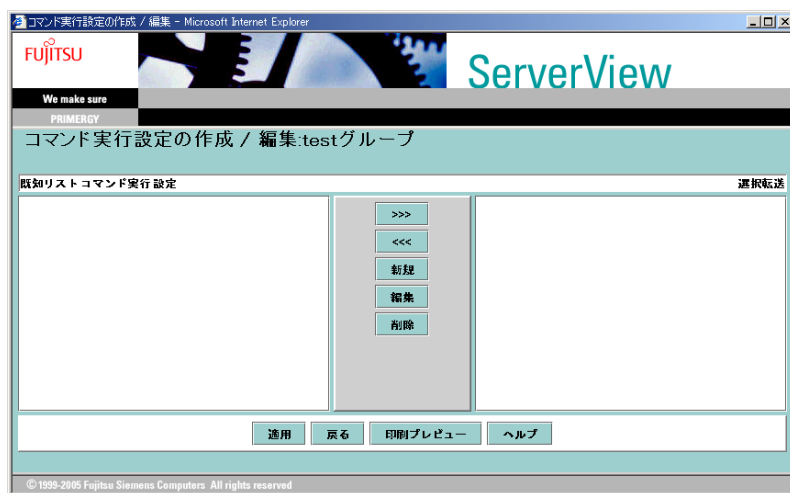 コマンド実行設定の作成 / 編集 - Microsoft Internet Explorer
FUJITSU
ServerView
We make sure
PRIMERGY
コマンド実行設定の作成 / 編集:testグループ
既知リストコマンド実行設定 選択転送
>>>
<<<
新規
編集
削除
適用 戻る 印刷プレビュー ヘルプ
©1999-2005 Fujitsu Siemens Computers All rights reserved